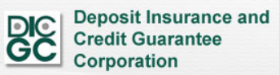 DIC
GC
Deposit Insurance and
Credit Guarantee
Corporation